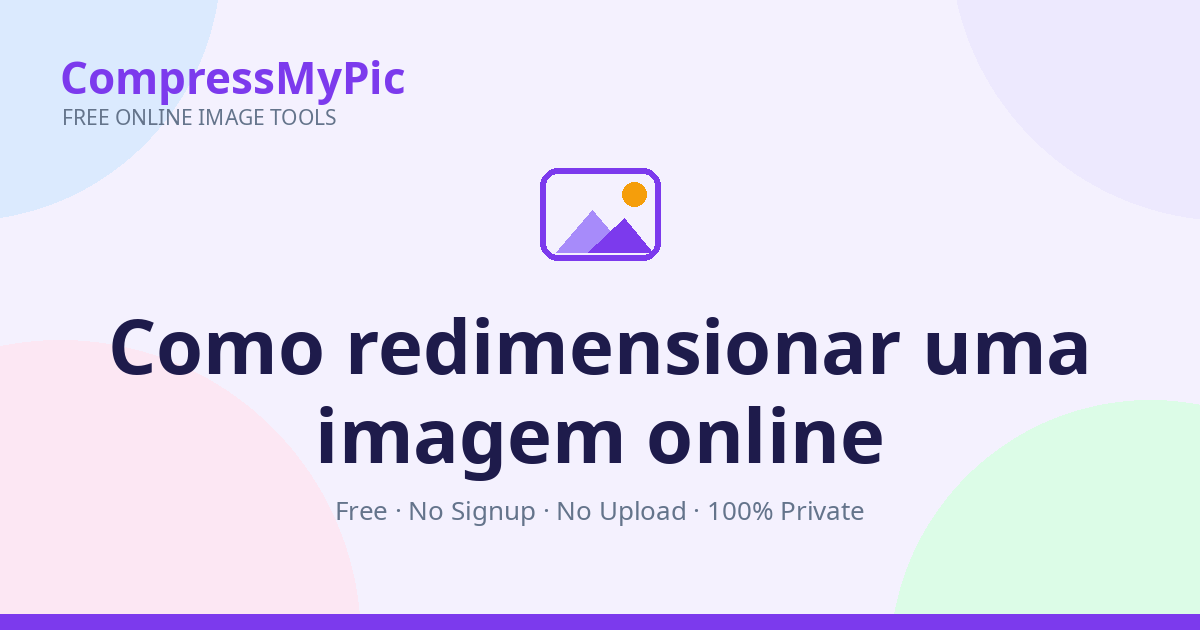 CompressMyPic
FREE ONLINE IMAGE TOOLS
Como redimensionar uma
imagem online
Free · No Signup · No Upload · 100% Private